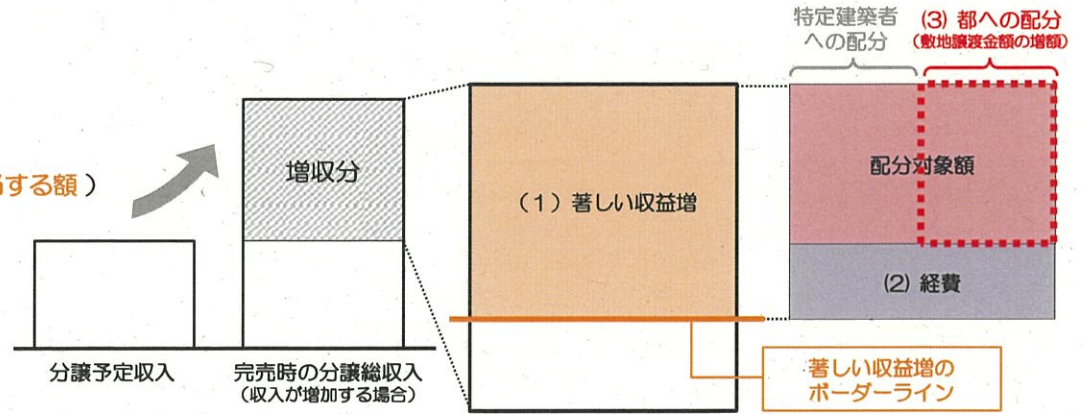 特定建築者
への配分
(3) 都への配分
(敷地譲渡金額の増額)
増収分
する額）
(1) 著しい収益増
配分対象額
(2) 経費
分譲予定収入
完売時の分譲総収入
(収入が増加する場合)
著しい収益増の
ボーダーライン